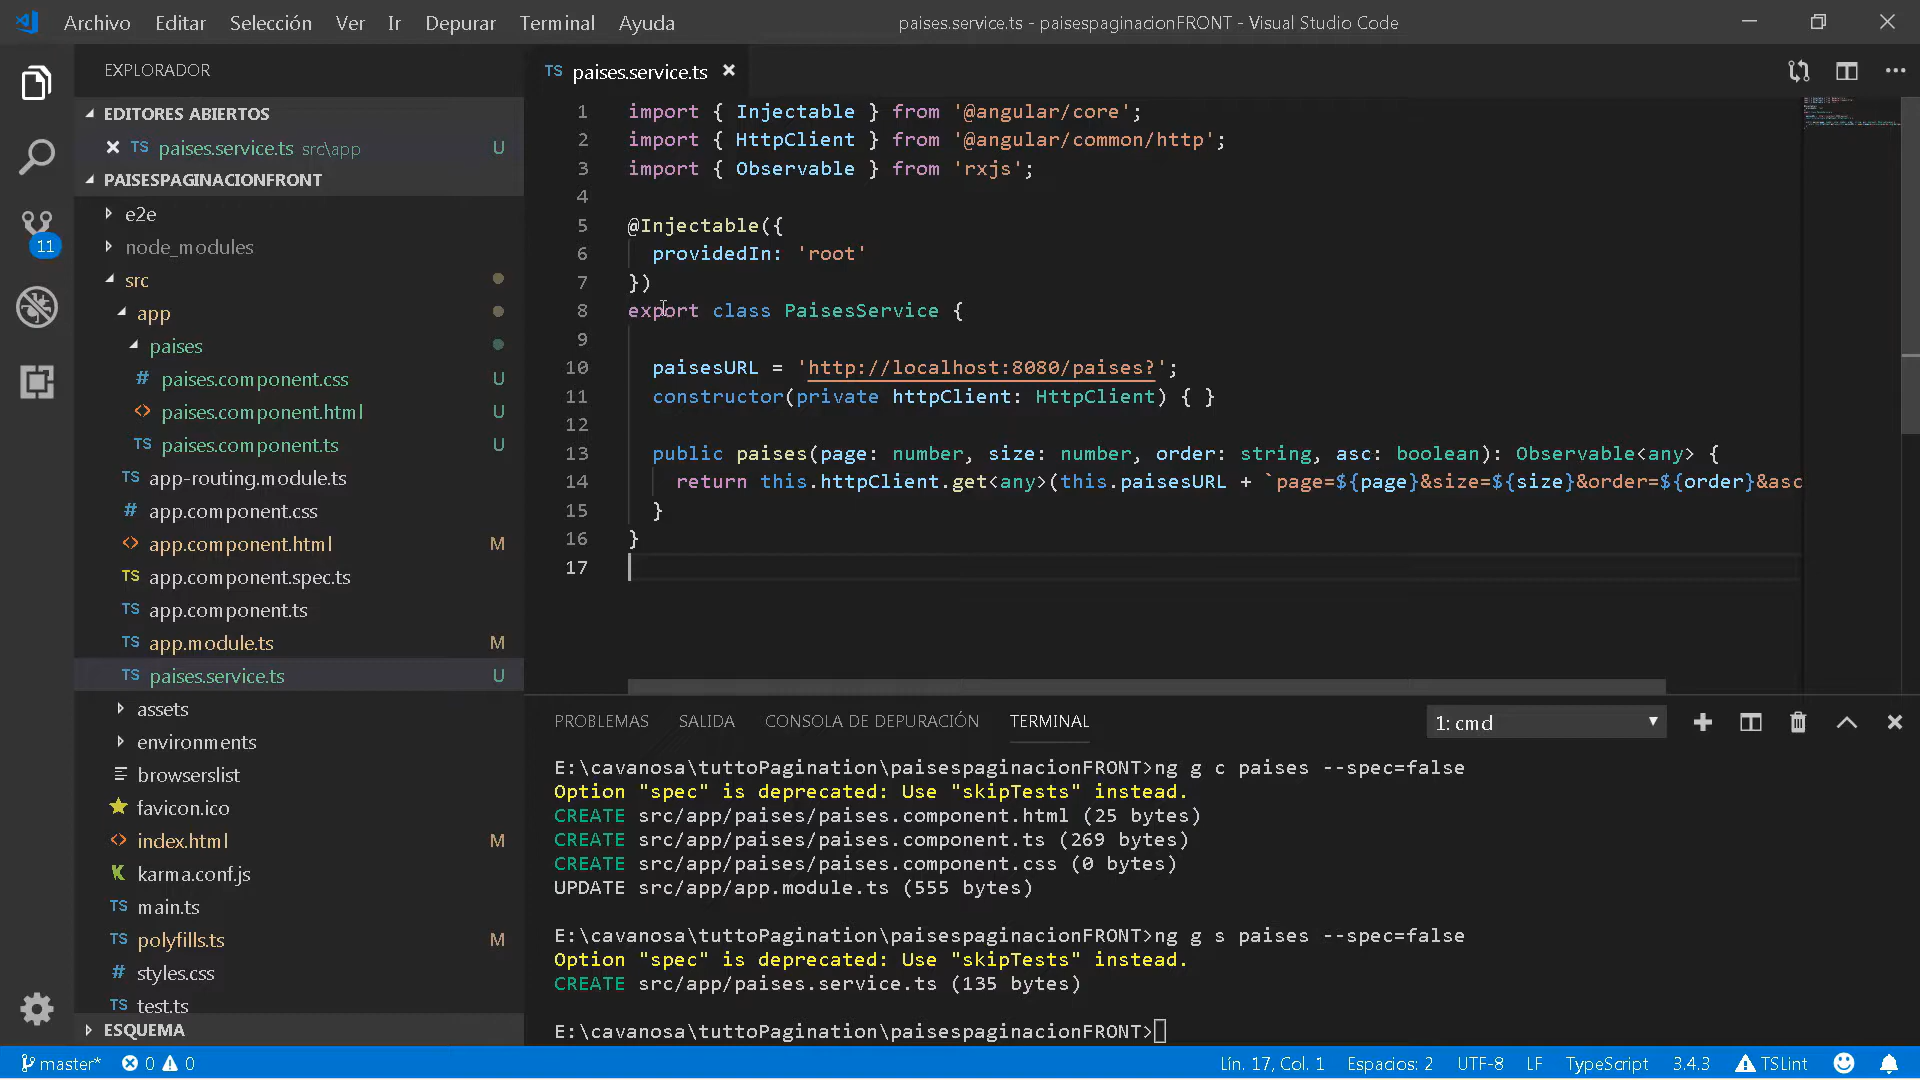 Archivo Editar Selección Ver Ir Depurar Terminal Ayuda paises.service.ts - paisespaginacionFRONT - Visual Studio Code
EXPLORADOR
EDITORES ABIERTOS
TS paises.service.ts src\app U
PAISESPAGINACIONFRONT
e2e
node_modules
src
app
paises
# paises.component.css U
<> paises.component.html U
TS paises.component.ts U
TS app-routing.module.ts
# app.component.css
<> app.component.html M
TS app.component.spec.ts
TS app.component.ts
TS app.module.ts M
TS paises.service.ts U
assets
environments
browserslist
favicon.ico
<> index.html M
karma.conf.js
TS main.ts
TS polyfills.ts M
# styles.css
TS test.ts
ESQUEMA
11
TS paises.service.ts
1 import { Injectable } from '@angular/core';
2 import { HttpClient } from '@angular/common/http';
3 import { Observable } from 'rxjs';
4
5 @Injectable({
6 providedIn: 'root'
7 })
8 export class PaisesService {
9
10 paisesURL = 'http://localhost:8080/paises?';
11 constructor(private httpClient: HttpClient) { }
12
13 public paises(page: number, size: number, order: string, asc: boolean): Observable<any> {
14 return this.httpClient.get<any>(this.paisesURL + `page=${page}&size=${size}&order=${order}&asc
15 }
16 }
17
PROBLEMAS SALIDA CONSOLA DE DEPURACIÓN TERMINAL 1: cmd
E:\cavanosa\tuttoPagination\paisespaginacionFRONT>ng g c paises --spec=false
Option "spec" is deprecated: Use "skipTests" instead.
CREATE src/app/paises/paises.component.html (25 bytes)
CREATE src/app/paises/paises.component.ts (269 bytes)
CREATE src/app/paises/paises.component.css (0 bytes)
UPDATE src/app/app.module.ts (555 bytes)
E:\cavanosa\tuttoPagination\paisespaginacionFRONT>ng g s paises --spec=false
Option "spec" is deprecated: Use "skipTests" instead.
CREATE src/app/paises.service.ts (135 bytes)
E:\cavanosa\tuttoPagination\paisespaginacionFRONT>
master* 0 0 Lín. 17, Col. 1 Espacios: 2 UTF-8 LF TypeScript 3.4.3 TSLint